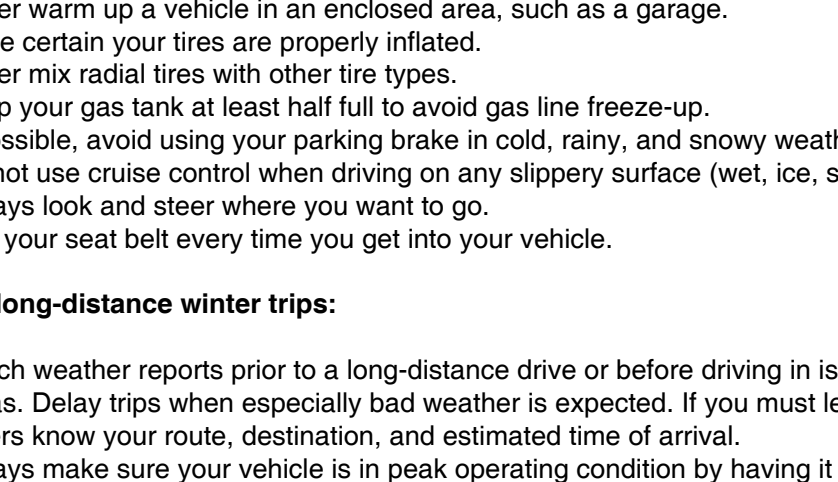 er warm up a vehicle in an enclosed area, such as a garage.
e certain your tires are properly inflated.
er mix radial tires with other tire types.
p your gas tank at least half full to avoid gas line freeze-up.
ossible, avoid using your parking brake in cold, rainy, and snowy weath
not use cruise control when driving on any slippery surface (wet, ice, s
ays look and steer where you want to go.
your seat belt every time you get into your vehicle.
long-distance winter trips:
ch weather reports prior to a long-distance drive or before driving in is
as. Delay trips when especially bad weather is expected. If you must le
ers know your route, destination, and estimated time of arrival.
ays make sure your vehicle is in peak operating condition by having it